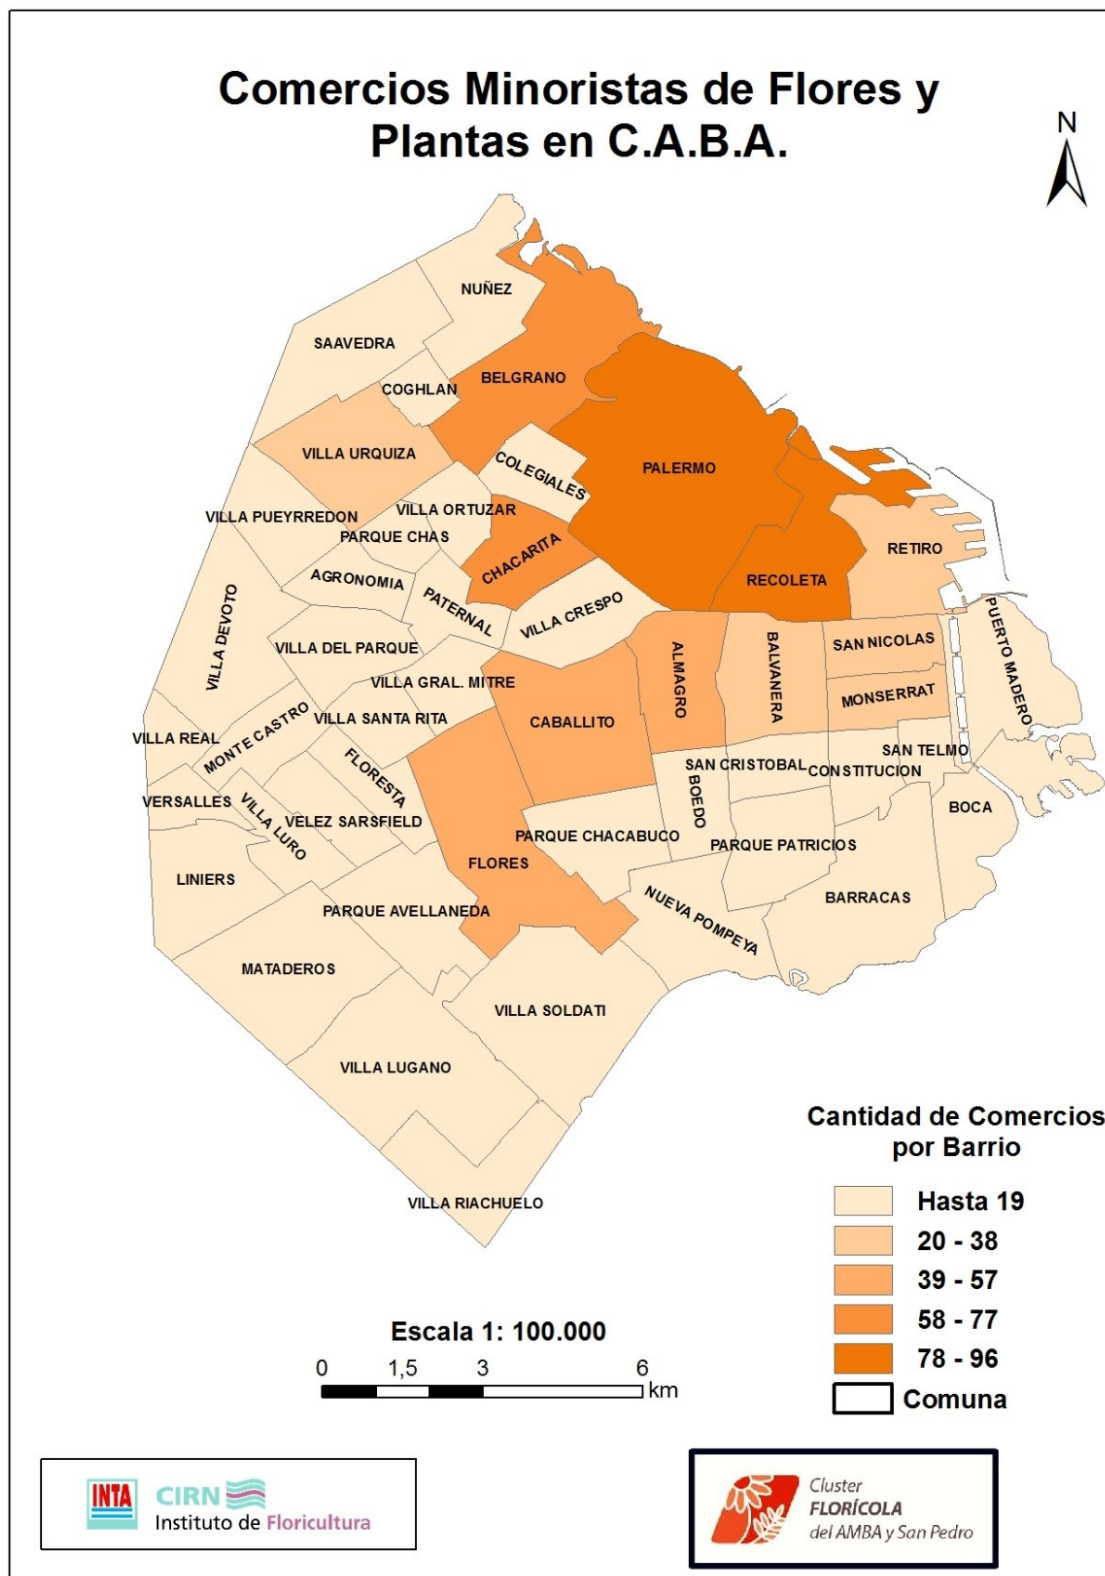 Comercios Minoristas de Flores y
Plantas en C.A.B.A.
N
NUÑEZ
SAAVEDRA
COGHLAN
BELGRANO
VILLA URQUIZA
COLEGIALES
PALERMO
VILLA PUEYRREDON
VILLA ORTUZAR
PARQUE CHAS
CHACARITA
RETIRO
AGRONOMIA
PATERNAL
RECOLETA
VILLA CRESPO
PUERTO MADERO
VILLA DEVOTO
VILLA DEL PARQUE
SAN NICOLAS
ALMAGRO
BALVANERA
VILLA GRAL. MITRE
MONSERRAT
VILLA SANTA RITA
CABALLITO
VILLA REAL
MONTE CASTRO
SAN TELMO
SAN CRISTOBAL
CONSTITUCION
FLORESTA
VERSALLES
VILLA LURO
VELEZ SARSFIELD
BOEDO
BOCA
PARQUE CHACABUCO
PARQUE PATRICIOS
FLORES
LINIERS
PARQUE AVELLANEDA
NUEVA POMPEYA
BARRACAS
MATADEROS
VILLA SOLDATI
VILLA LUGANO
VILLA RIACHUELO
Cantidad de Comercios
por Barrio
Hasta 19
20 - 38
39 - 57
58 - 77
78 - 96
Comuna
Escala 1: 100.000
0 1,5 3 6
km
INTA
CIRN
Instituto de Floricultura
Cluster
FLORÍCOLA
del AMBA y San Pedro